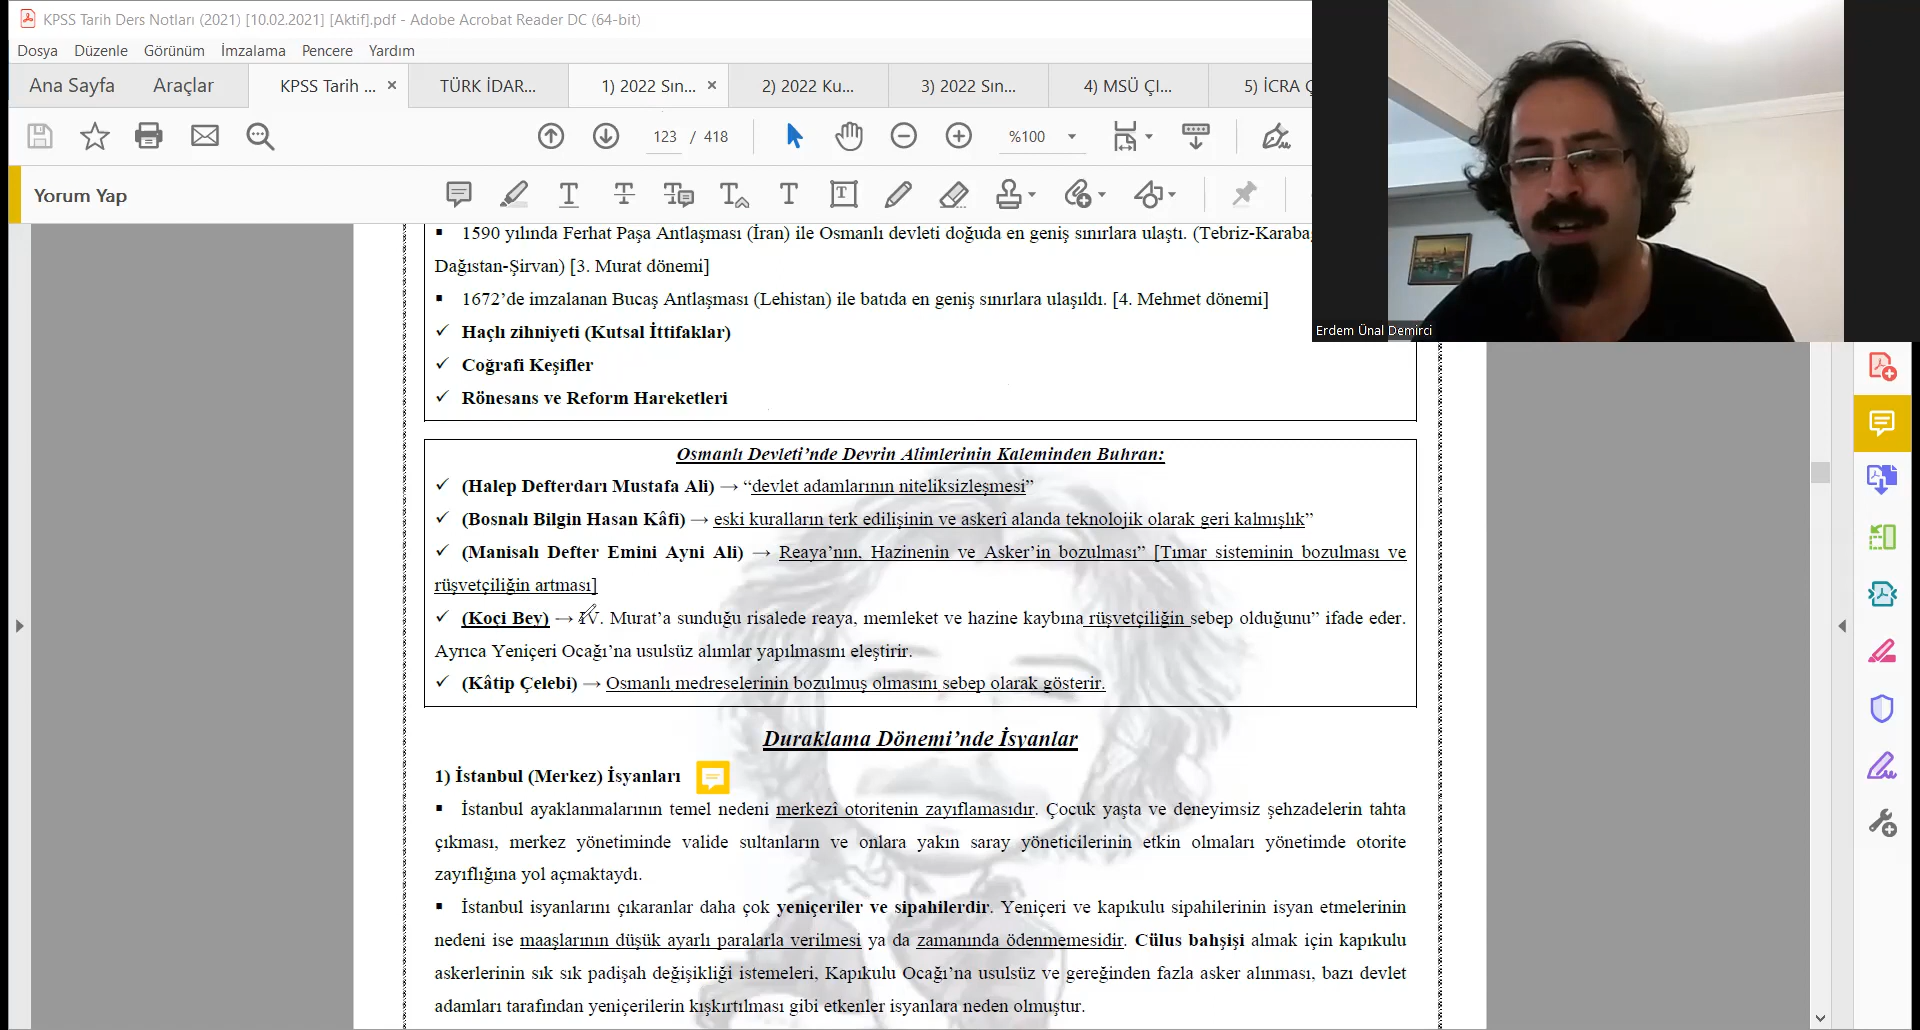 KPSS Tarih Ders Notları (2021) [10.02.2021] [Aktif].pdf - Adobe Acrobat Reader DC (64-bit)
Dosya Düzenle Görünüm İmzalama Pencere Yardım
Ana Sayfa Araçlar KPSS Tarih ... × TÜRK İDAR... 1) 2022 Sın... × 2) 2022 Ku... 3) 2022 Sın... 4) MSÜ ÇI... 5) İCRA Ç
123 / 418 %100
Yorum Yap
Erdem Ünal Demirci
▪ 1590 yılında Ferhat Paşa Antlaşması (İran) ile Osmanlı devleti doğuda en geniş sınırlara ulaştı. (Tebriz-Karaba
Dağıstan-Şirvan) [3. Murat dönemi]
▪ 1672’de imzalanan Bucaş Antlaşması (Lehistan) ile batıda en geniş sınırlara ulaşıldı. [4. Mehmet dönemi]
✓ Haçlı zihniyeti (Kutsal İttifaklar)
✓ Coğrafi Keşifler
✓ Rönesans ve Reform Hareketleri
Osmanlı Devleti’nde Devrin Alimlerinin Kaleminden Buhran:
✓ (Halep Defterdarı Mustafa Ali) → “devlet adamlarının niteliksizleşmesi”
✓ (Bosnalı Bilgin Hasan Kâfi) → eski kuralların terk edilişinin ve askerî alanda teknolojik olarak geri kalmışlık”
✓ (Manisalı Defter Emini Ayni Ali) → Reaya’nın, Hazinenin ve Asker’in bozulması” [Tımar sisteminin bozulması ve
rüşvetçiliğin artması]
✓ (Koçi Bey) → IV. Murat’a sunduğu risalede reaya, memleket ve hazine kaybına rüşvetçiliğin sebep olduğunu” ifade eder.
Ayrıca Yeniçeri Ocağı’na usulsüz alımlar yapılmasını eleştirir.
✓ (Kâtip Çelebi) → Osmanlı medreselerinin bozulmuş olmasını sebep olarak gösterir.
Duraklama Dönemi’nde İsyanlar
1) İstanbul (Merkez) İsyanları
▪ İstanbul ayaklanmalarının temel nedeni merkezî otoritenin zayıflamasıdır. Çocuk yaşta ve deneyimsiz şehzadelerin tahta
çıkması, merkez yönetiminde valide sultanların ve onlara yakın saray yöneticilerinin etkin olmaları yönetimde otorite
zayıflığına yol açmaktaydı.
▪ İstanbul isyanlarını çıkaranlar daha çok yeniçeriler ve sipahilerdir. Yeniçeri ve kapıkulu sipahilerinin isyan etmelerinin
nedeni ise maaşlarının düşük ayarlı paralarla verilmesi ya da zamanında ödenmemesidir. Cülus bahşişi almak için kapıkulu
askerlerinin sık sık padişah değişikliği istemeleri, Kapıkulu Ocağı’na usulsüz ve gereğinden fazla asker alınması, bazı devlet
adamları tarafından yeniçerilerin kışkırtılması gibi etkenler isyanlara neden olmuştur.